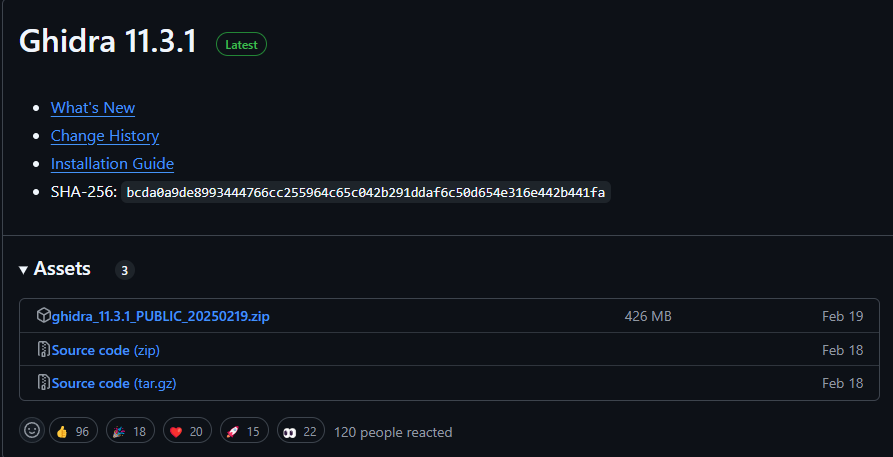 Ghidra 11.3.1 Latest
What's New
Change History
Installation Guide
SHA-256: bcda0a9de8993444766cc255964c65c042b291ddaf6c50d654e316e442b441fa
Assets 3
ghidra_11.3.1_PUBLIC_20250219.zip 426 MB Feb 19
Source code (zip) Feb 18
Source code (tar.gz) Feb 18
96 18 20 15 22 120 people reacted